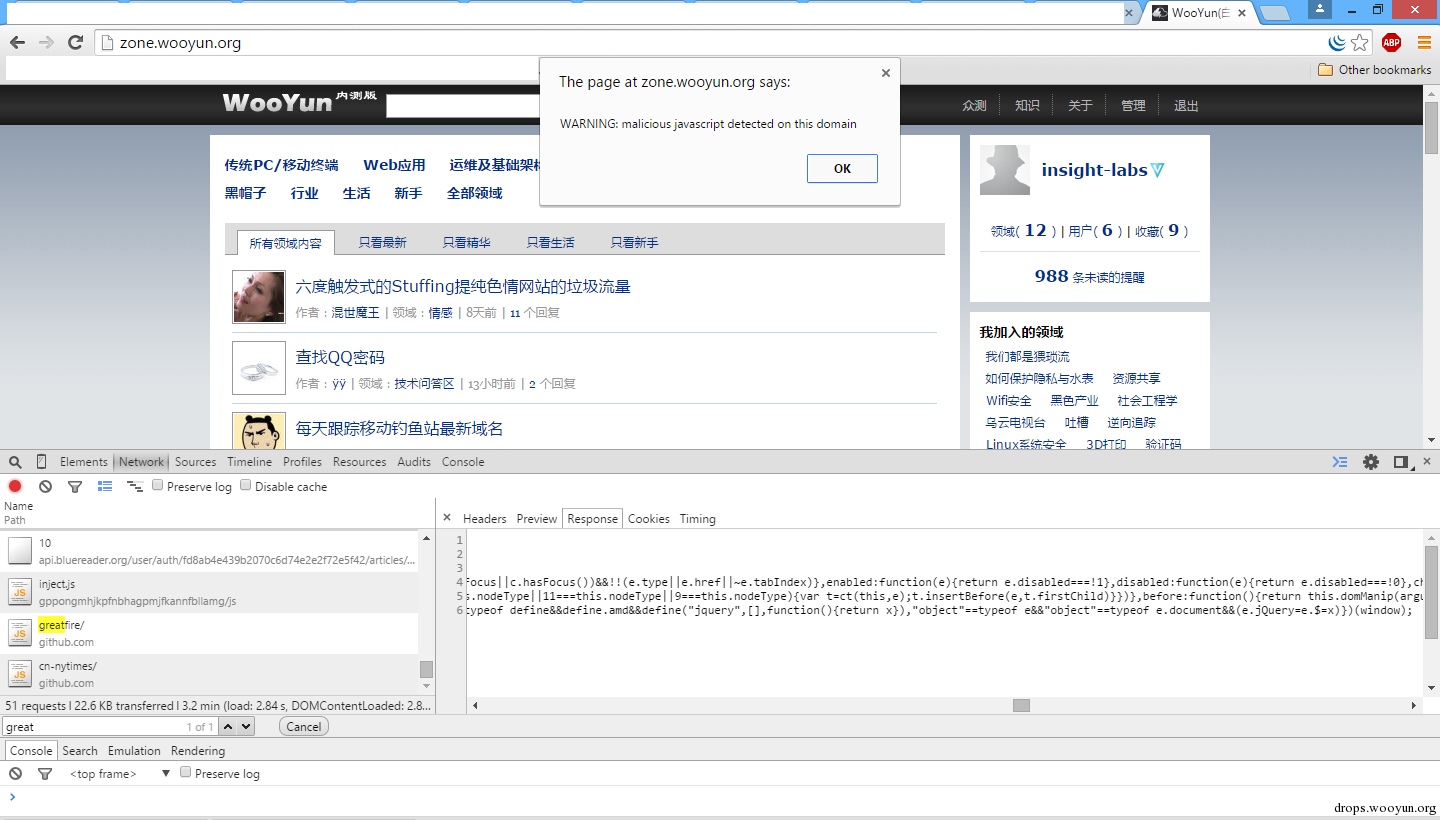 WooYun(白
zone.wooyun.org
ABP
Other bookmarks
The page at zone.wooyun.org says:
WARNING: malicious javascript detected on this domain
OK
WooYun 内测版
众测 知识 关于 管理 退出
传统PC/移动终端 Web应用 运维及基础架构
黑帽子 行业 生活 新手 全部领域
所有领域内容 只看最新 只看精华 只看生活 只看新手
六度触发式的Stuffing提纯色情网站的垃圾流量
作者：混世魔王 | 领域：情感 | 8天前 | 11 个回复
查找QQ密码
作者：ÿÿ | 领域：技术问答区 | 13小时前 | 2 个回复
每天跟踪移动钓鱼站最新域名
insight-labs
领域( 12 ) | 用户( 6 ) | 收藏( 9 )
988 条未读的提醒
我加入的领域
我们都是猥琐流
如何保护隐私与水表 资源共享
Wifi安全 黑色产业 社会工程学
乌云电视台 吐槽 逆向追踪
Linux系统安全 3D打印 验证码
Elements Network Sources Timeline Profiles Resources Audits Console
Preserve log Disable cache
Name
Path
10
api.bluereader.org/user/auth/fd8ab4e439b2070c6d74e2e2f72e5f42/articles/...
inject.js
gppongmhjkpfnbhagpmjfkannfbllamg/js
greatfire/
github.com
cn-nytimes/
github.com
51 requests | 22.6 KB transferred | 3.2 min (load: 2.84 s, DOMContentLoaded: 2.8...
great 1 of 1 Cancel
Headers Preview Response Cookies Timing
1
2
3
4 Focus||c.hasFocus())&&!!(e.type||e.href||~e.tabIndex)},enabled:function(e){return e.disabled===!1},disabled:function(e){return e.disabled===!0},ch
5 s.nodeType||11===this.nodeType||9===this.nodeType){var t=ct(this,e);t.insertBefore(e,t.firstChild)}})},before:function(){return this.domManip(argu
6 typeof define&&define.amd&&define("jquery",[],function(){return x}),"object"==typeof e&&"object"==typeof e.document&&(e.jQuery=e.$=x)})(window);
Console Search Emulation Rendering
<top frame> Preserve log
drops.wooyun.org